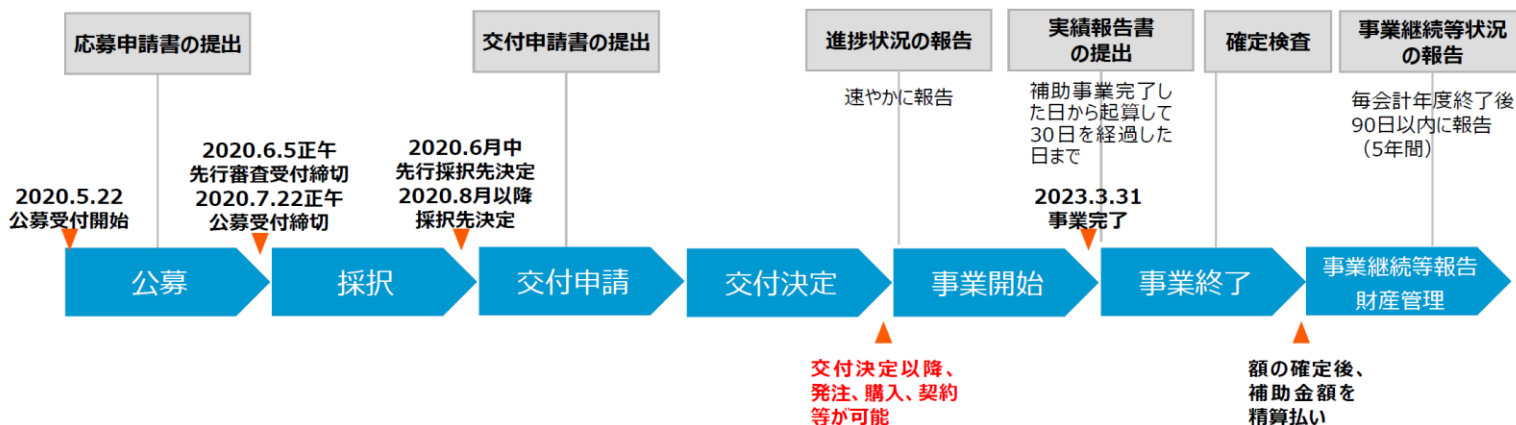 応募申請書の提出
交付申請書の提出
進捗状況の報告
実績報告書
の提出
確定検査
事業継続等状況
の報告
速やかに報告
補助事業完了し
た日から起算して
30日を経過した
日まで
毎会計年度終了後
90日以内に報告
（5年間）
2020.5.22
公募受付開始
2020.6.5正午
先行審査受付締切
2020.7.22正午
公募受付締切
2020.6月中
先行採択先決定
2020.8月以降
採択先決定
2023.3.31
事業完了
公募
採択
交付申請
交付決定
事業開始
事業終了
事業継続等報告
財産管理
交付決定以降、
発注、購入、契約
等が可能
額の確定後、
補助金額を
精算払い